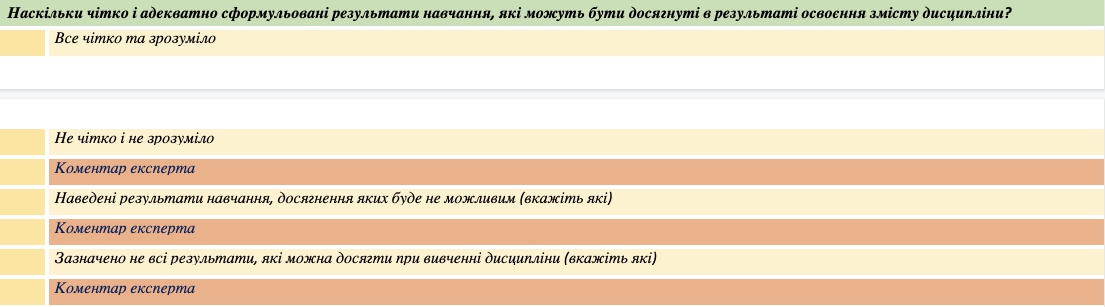 Наскільки чітко і адекватно сформульовані результати навчання, які можуть бути досягнуті в результаті освоєння змісту дисципліни?
Все чітко та зрозуміло
Не чітко і не зрозуміло
Коментар експерта
Наведені результати навчання, досягнення яких буде не можливим (вкажіть які)
Коментар експерта
Зазначено не всі результати, які можна досягти при вивченні дисципліни (вкажіть які)
Коментар експерта